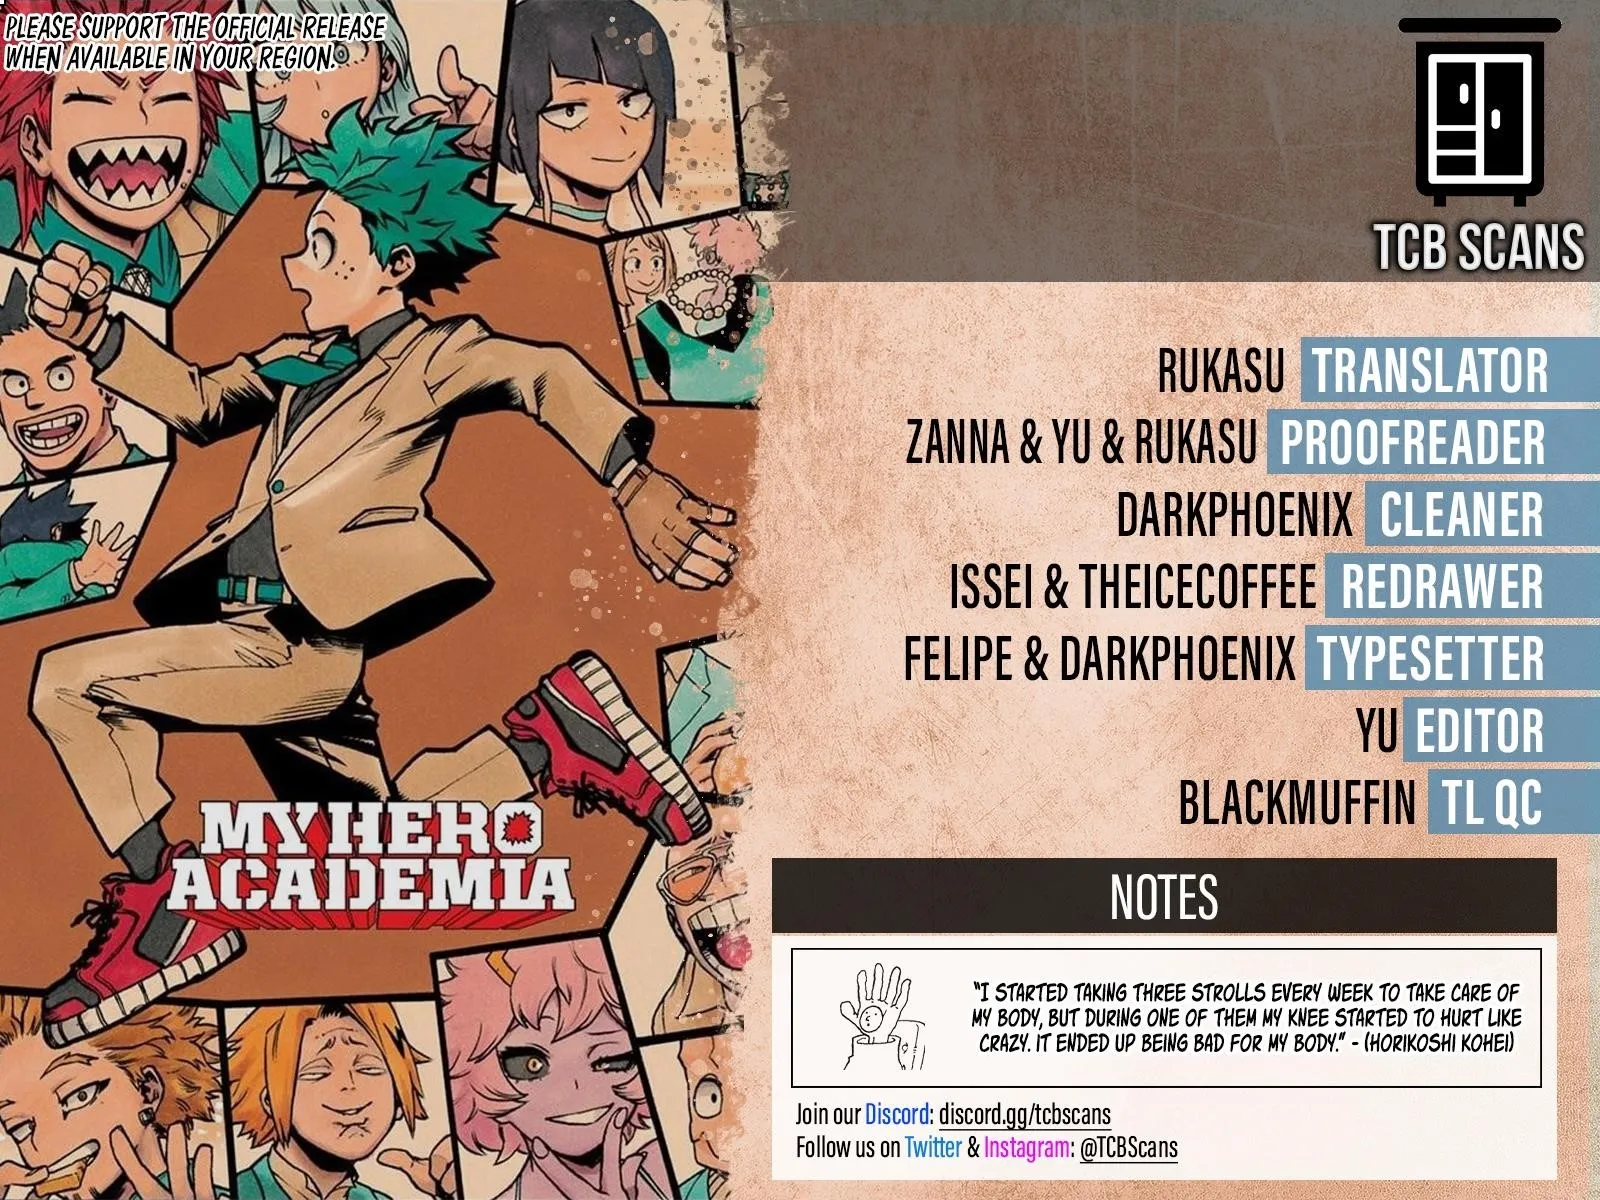 PLEASE SUPPORT THE OFFICIAL RELEASE
WHEN AVAILABLE IN YOUR REGION.
TCB SCANS
RUKASU TRANSLATOR
ZANNA & YU & RUKASU PROOFREADER
DARKPHOENIX CLEANER
ISSEI & THEICECOFFEE REDRAWER
FELIPE & DARKPHOENIX TYPESETTER
YU EDITOR
BLACKMUFFIN TL QC
MY HERO
ACADEMIA
NOTES
"I STARTED TAKING THREE STROLLS EVERY WEEK TO TAKE CARE OF
MY BODY, BUT DURING ONE OF THEM MY KNEE STARTED TO HURT LIKE
CRAZY. IT ENDED UP BEING BAD FOR MY BODY." - (HORIKOSHI KOHEI)
Join our Discord: discord.gg/tcbscans
Follow us on Twitter & Instagram: @TCBScans